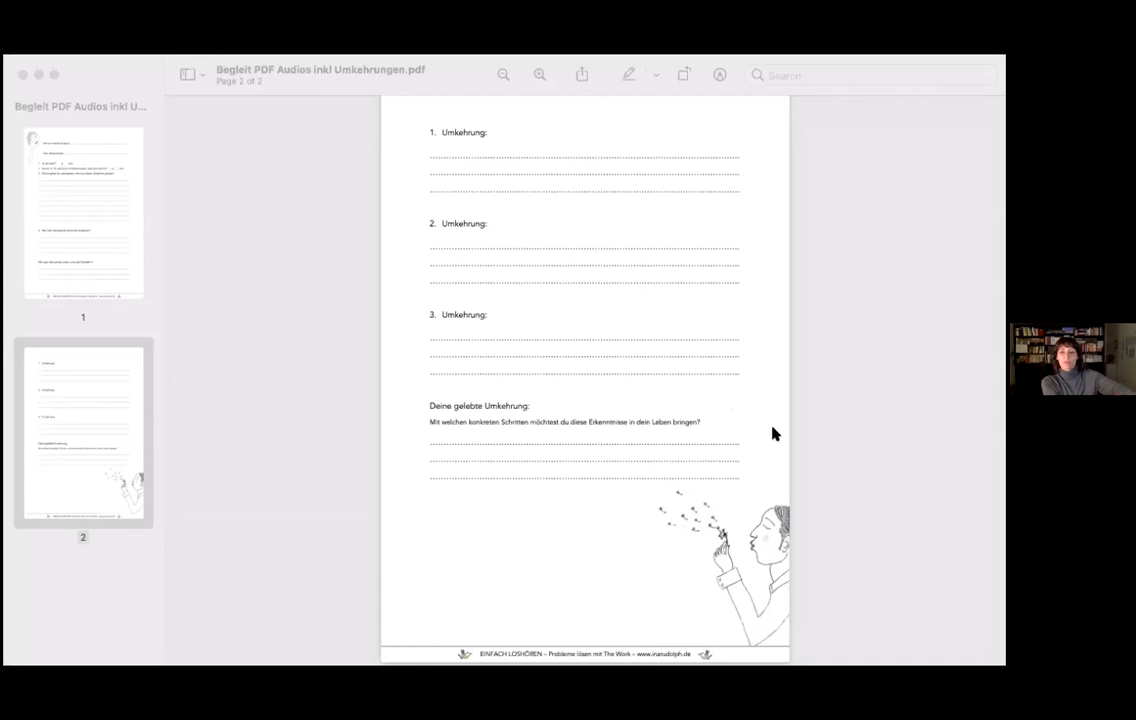 Begleit PDF Audios inkl Umkehrungen.pdf
Page 2 of 2
Search
Begleit PDF Audios inkl U...
1
2
1. Umkehrung:
2. Umkehrung:
3. Umkehrung:
Deine gelebte Umkehrung:
Mit welchen konkreten Schritten möchtest du diese Erkenntnisse in dein Leben bringen?
EINFACH LOSHÖREN – Probleme lösen mit The Work – www.inarudolph.de